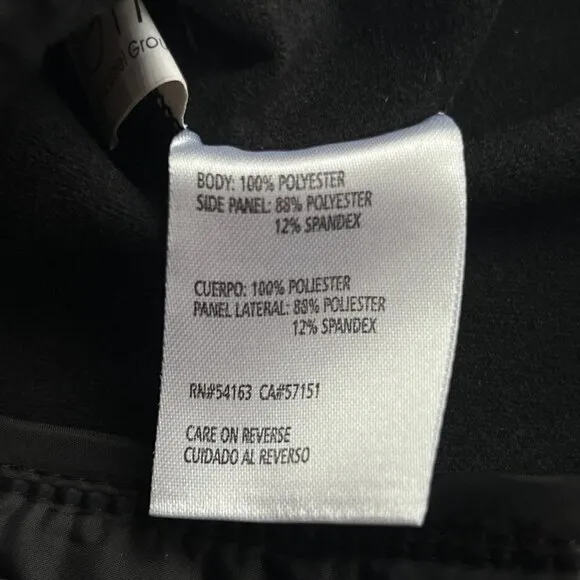 BODY: 100% POLYESTER
SIDE PANEL: 88% POLYESTER
12% SPANDEX
CUERPO: 100% POLIESTER
PANEL LATERAL: 88% POLIESTER
12% SPANDEX
RN#54163 CA#57151
CARE ON REVERSE
CUIDADO AL REVERSO